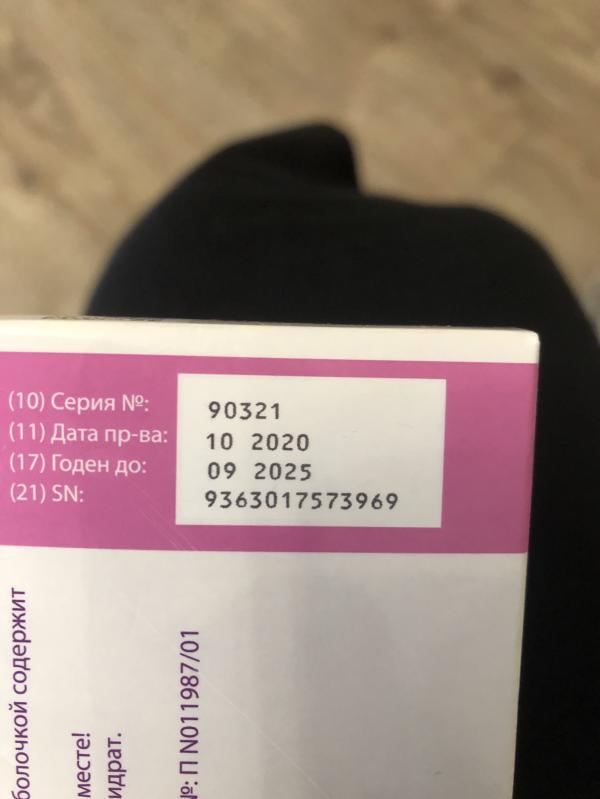 (10) Серия №: 90321
(11) Дата пр-ва: 10 2020
(17) Годен до: 09 2025
(21) SN: 9363017573969
болочкой содержит
месте!
идрат.
№: П N011987/01